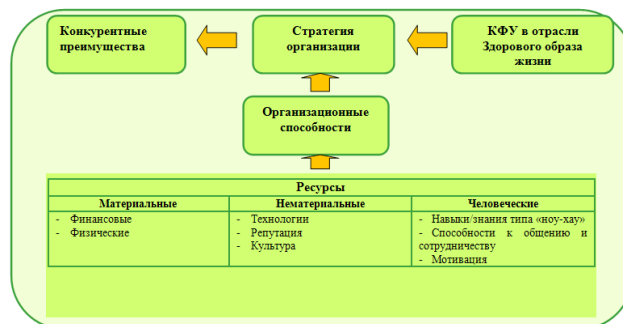 Конкурентные
преимущества
Стратегия
организации
КФУ в отрасли
Здорового образа
жизни
Организационные
способности
Ресурсы
Материальные
Нематериальные
Человеческие
- Финансовые
- Физические
- Технологии
- Репутация
- Культура
- Навыки/знания типа «ноу-хау»
- Способности к общению и
сотрудничеству
- Мотивация